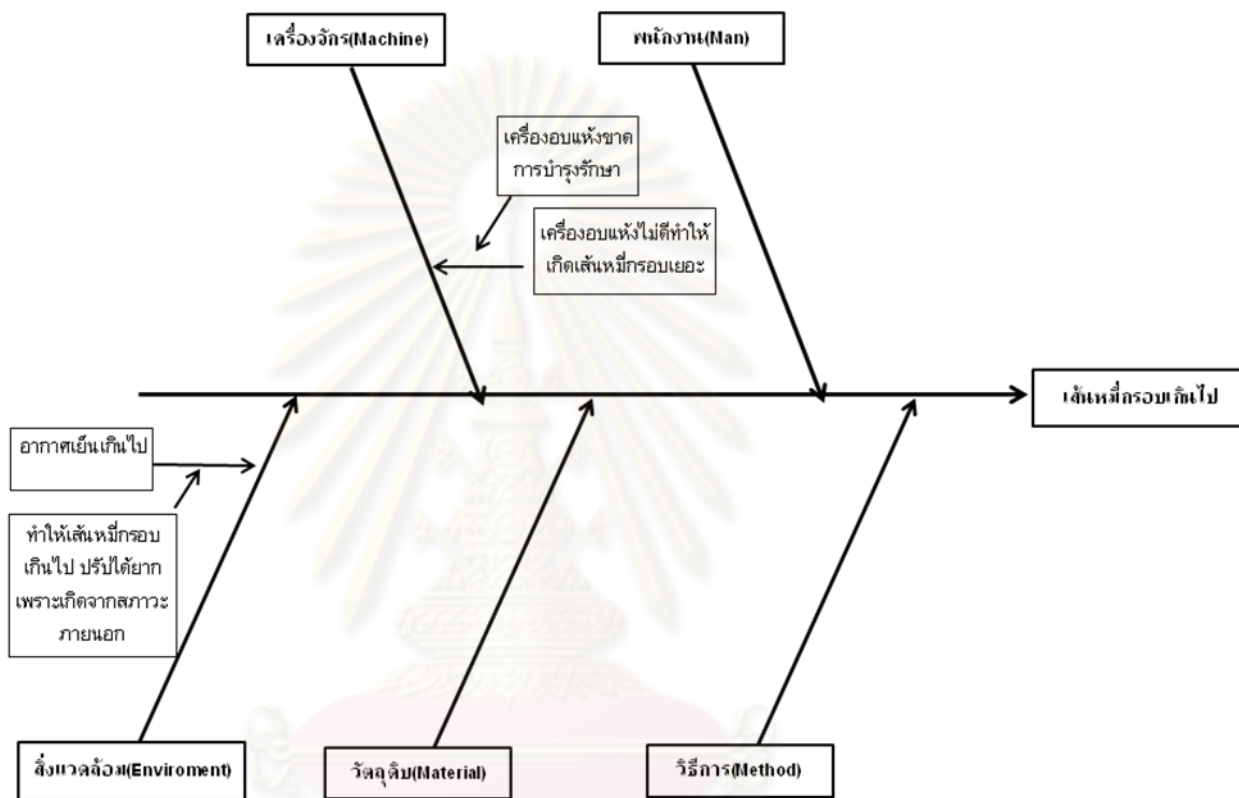 เครื่องจักร(Machine)
พนักงาน(Man)
เครื่องอบแห้งขาด
การบำรุงรักษา
เครื่องอบแห้งไม่ดีทำให้
เกิดเส้นหมี่กรอบเยอะ
เส้นหมี่กรอบเกินไป
อากาศเย็นเกินไป
ทำให้เส้นหมี่กรอบ
เกินไป ปรัปได้ยาก
เพราะเกิดจากสภาวะ
ภายนอก
สิ่งแวดล้อม(Enviroment)
วัตถุดิบ(Material)
วิธีการ(Method)